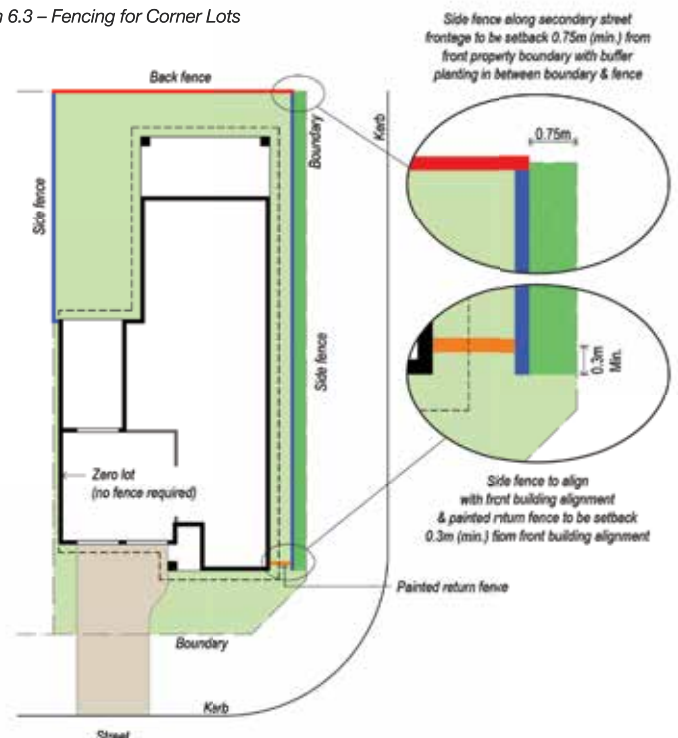 6.3 – Fencing for Corner Lots
Side fence along secondary street
frontage to be setback 0.75m (min.) from
front property boundary with buffer
planting in between boundary & fence
Back fence
Boundary
Kerb
0.75m
Side fence
Side fence
0.3m
Min.
Zero lot
(no fence required)
Side fence to align
with front building alignment
& painted return fence to be setback
0.3m (min.) from front building alignment
Painted return fence
Boundary
Kerb
Street